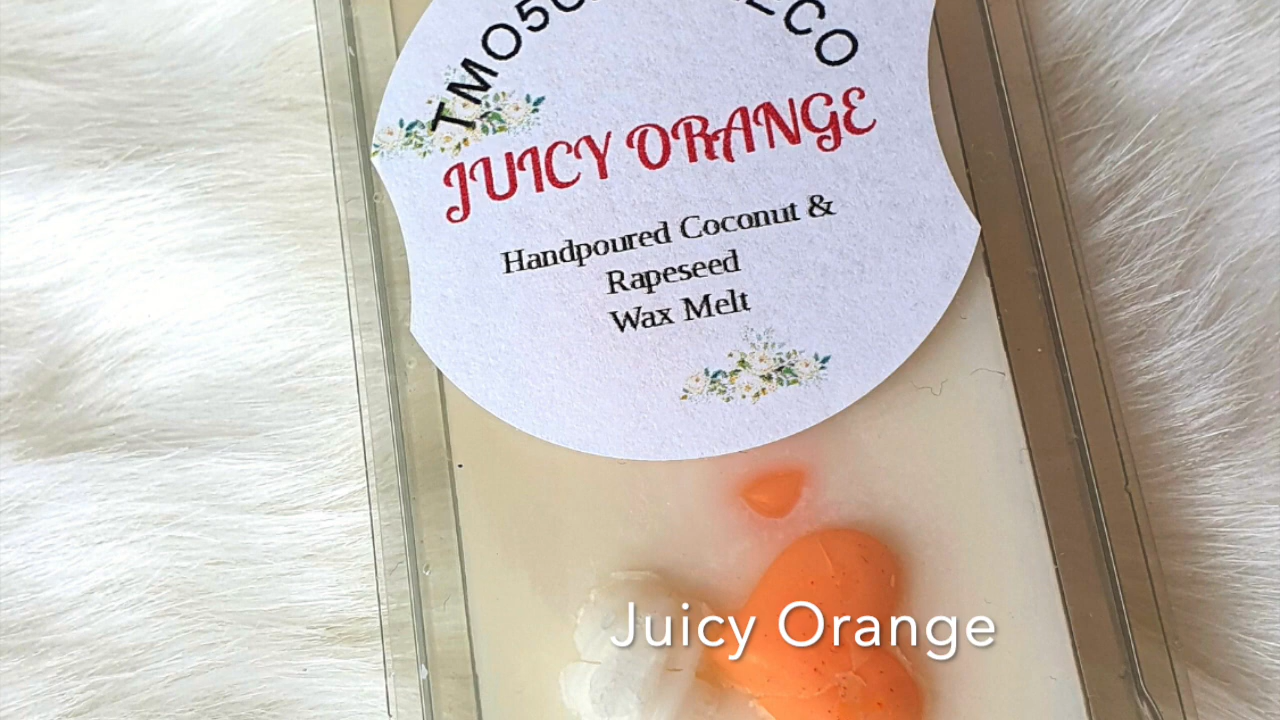 JUICY ORANGE
Handpoured Coconut &
Rapeseed
Wax Melt
Juicy Orange